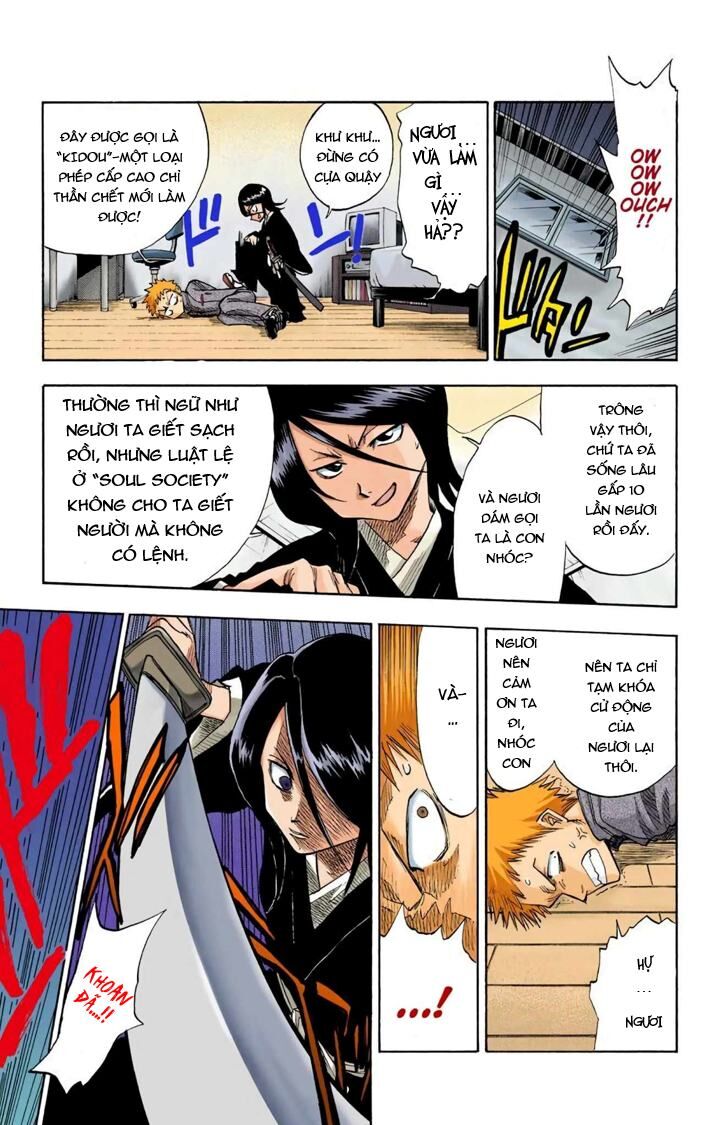 OW
OW
OW
OUCH
!!
ドタン
NGƯƠI
...
VỪA LÀM
GÌ
...
VẬY
HẢ??
KHƯ KHƯ...
ĐỪNG CÓ
CỰA QUẬY
ドン!
ĐÂY ĐƯỢC GỌI LÀ
“KIDOU”-MỘT LOẠI
PHÉP CẤP CAO CHỈ
THẦN CHẾT MỚI LÀM
ĐƯỢC!
TRÔNG
VẬY THÔI,
CHỨ TA ĐÃ
SỐNG LÂU
GẤP 10
LẦN NGƯƠI
RỒI ĐẤY.
VÀ NGƯƠI
DÁM GỌI
TA LÀ CON
NHÓC?
THƯỜNG THÌ NGỮ NHƯ
NGƯƠI TA GIẾT SẠCH
RỒI, NHƯNG LUẬT LỆ
Ở “SOUL SOCIETY”
KHÔNG CHO TA GIẾT
NGƯỜI MÀ KHÔNG
CÓ LỆNH.
NÊN TA CHỈ
TẠM KHÓA
CỬ ĐỘNG
CỦA
NGƯƠI LẠI
THÔI.
NGƯƠI
NÊN
CẢM
ƠN TA
ĐI,
NHÓC
CON
HỰ
...
NGƯƠI
VÀ-
...
...!
KHOAN
ĐÃ...!!